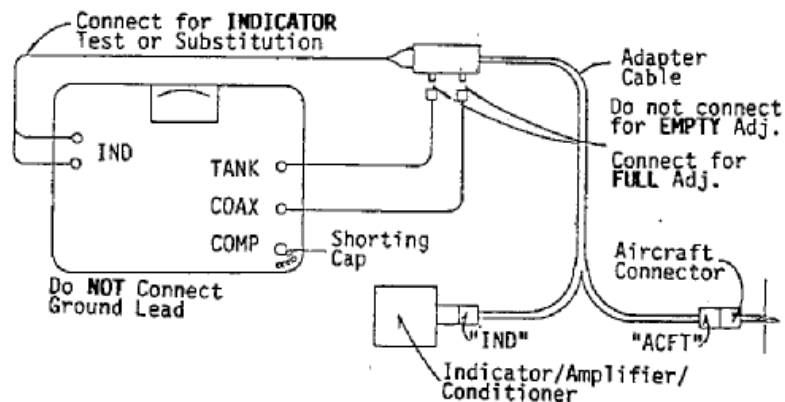 Connect for INDICATOR
Test or Substitution
Adapter
Cable
Do not connect
for EMPTY Adj.
Connect for
FULL Adj.
IND
TANK
COAX
COMP
Shorting
Cap
Do NOT Connect
Ground Lead
Aircraft
Connector
"IND"
"ACFT"
Indicator/Amplifier/
Conditioner